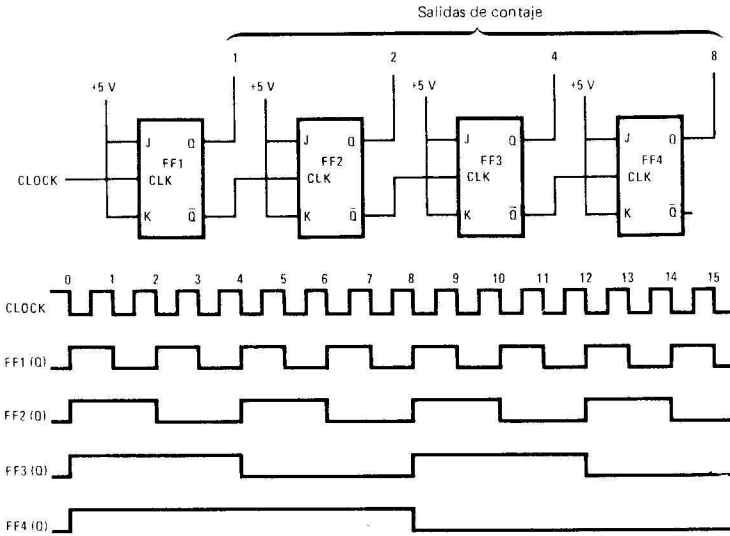 Salidas de contaje
1 2 4 8
+5 V +5 V +5 V +5 V
J Q J Q J Q J Q
FF1 FF2 FF3 FF4
CLOCK CLK CLK CLK CLK
K Q̅ K Q̅ K Q̅ K Q̅
0 1 2 3 4 5 6 7 8 9 10 11 12 13 14 15
CLOCK
FF1 (Q)
FF2 (Q)
FF3 (Q)
FF4 (Q)